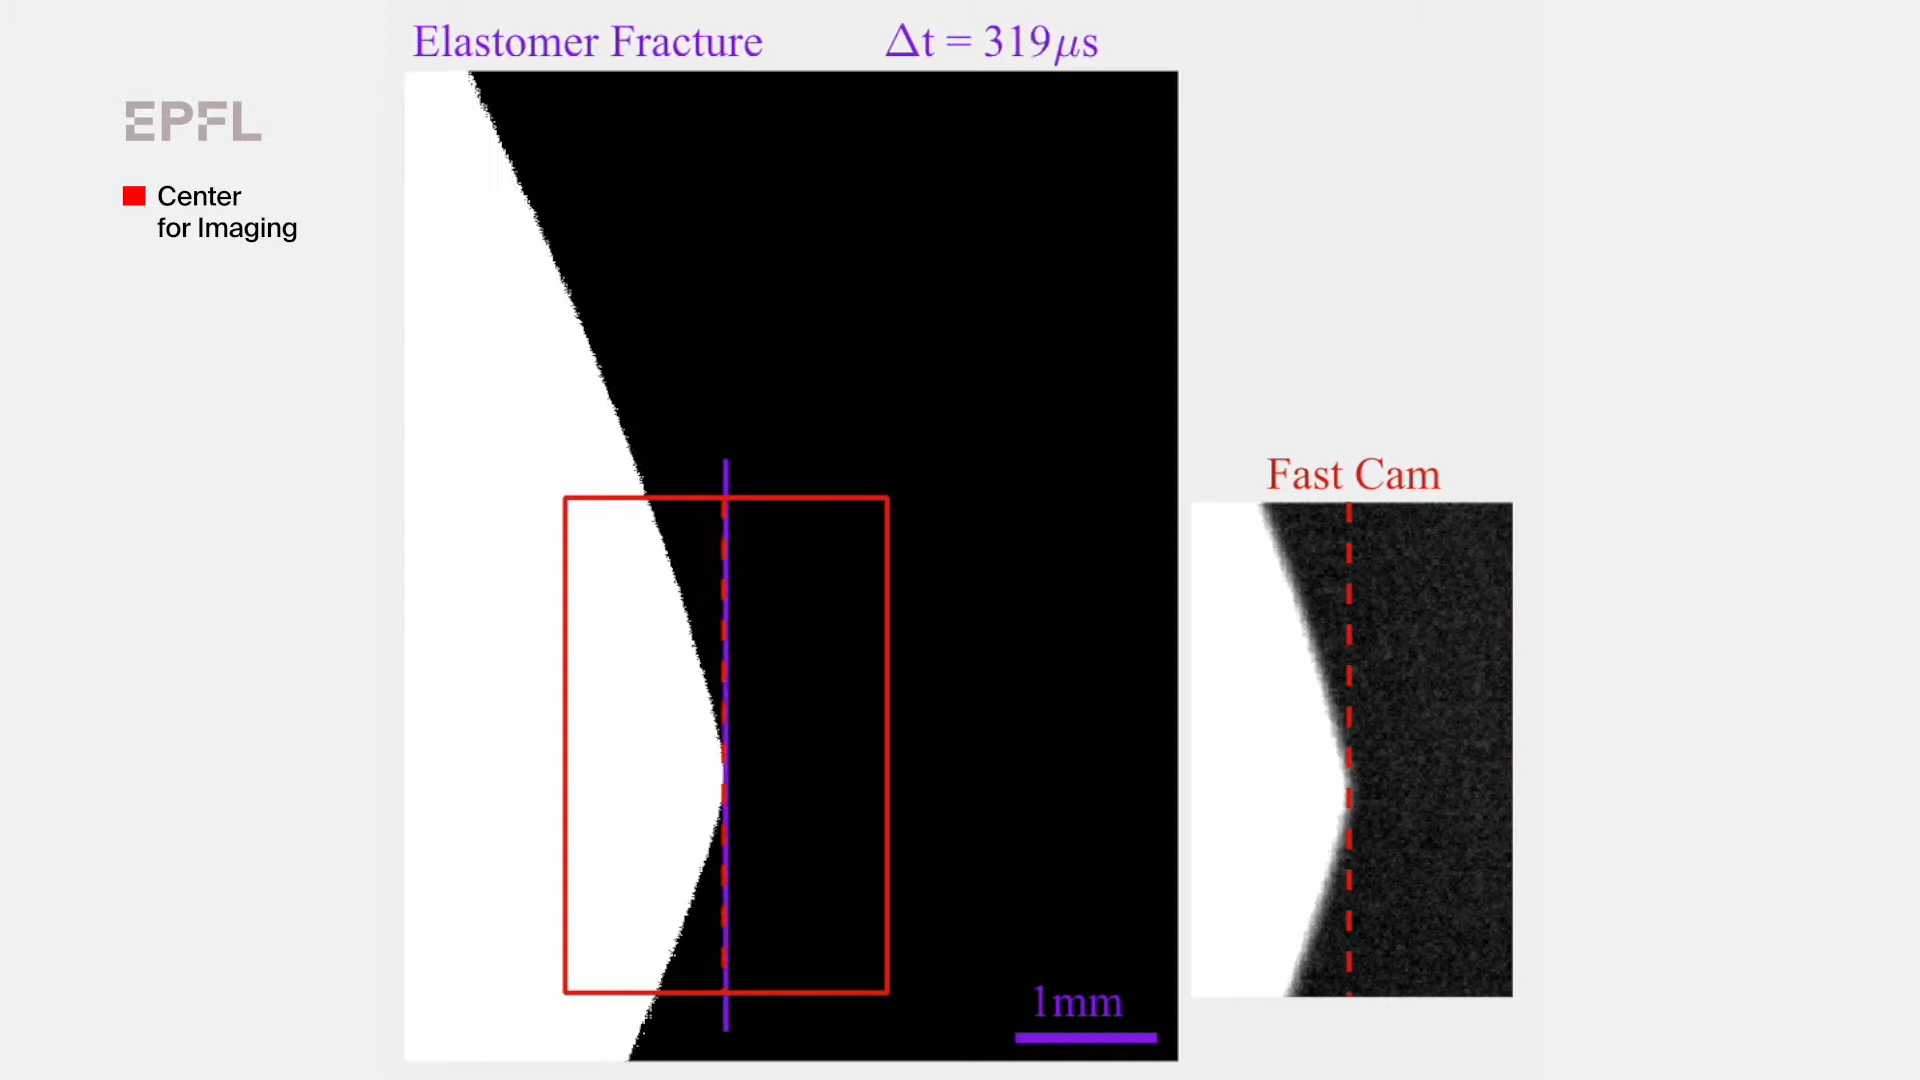 Elastomer Fracture
Δt = 319μs
EPFL
Center
for Imaging
Fast Cam
1mm